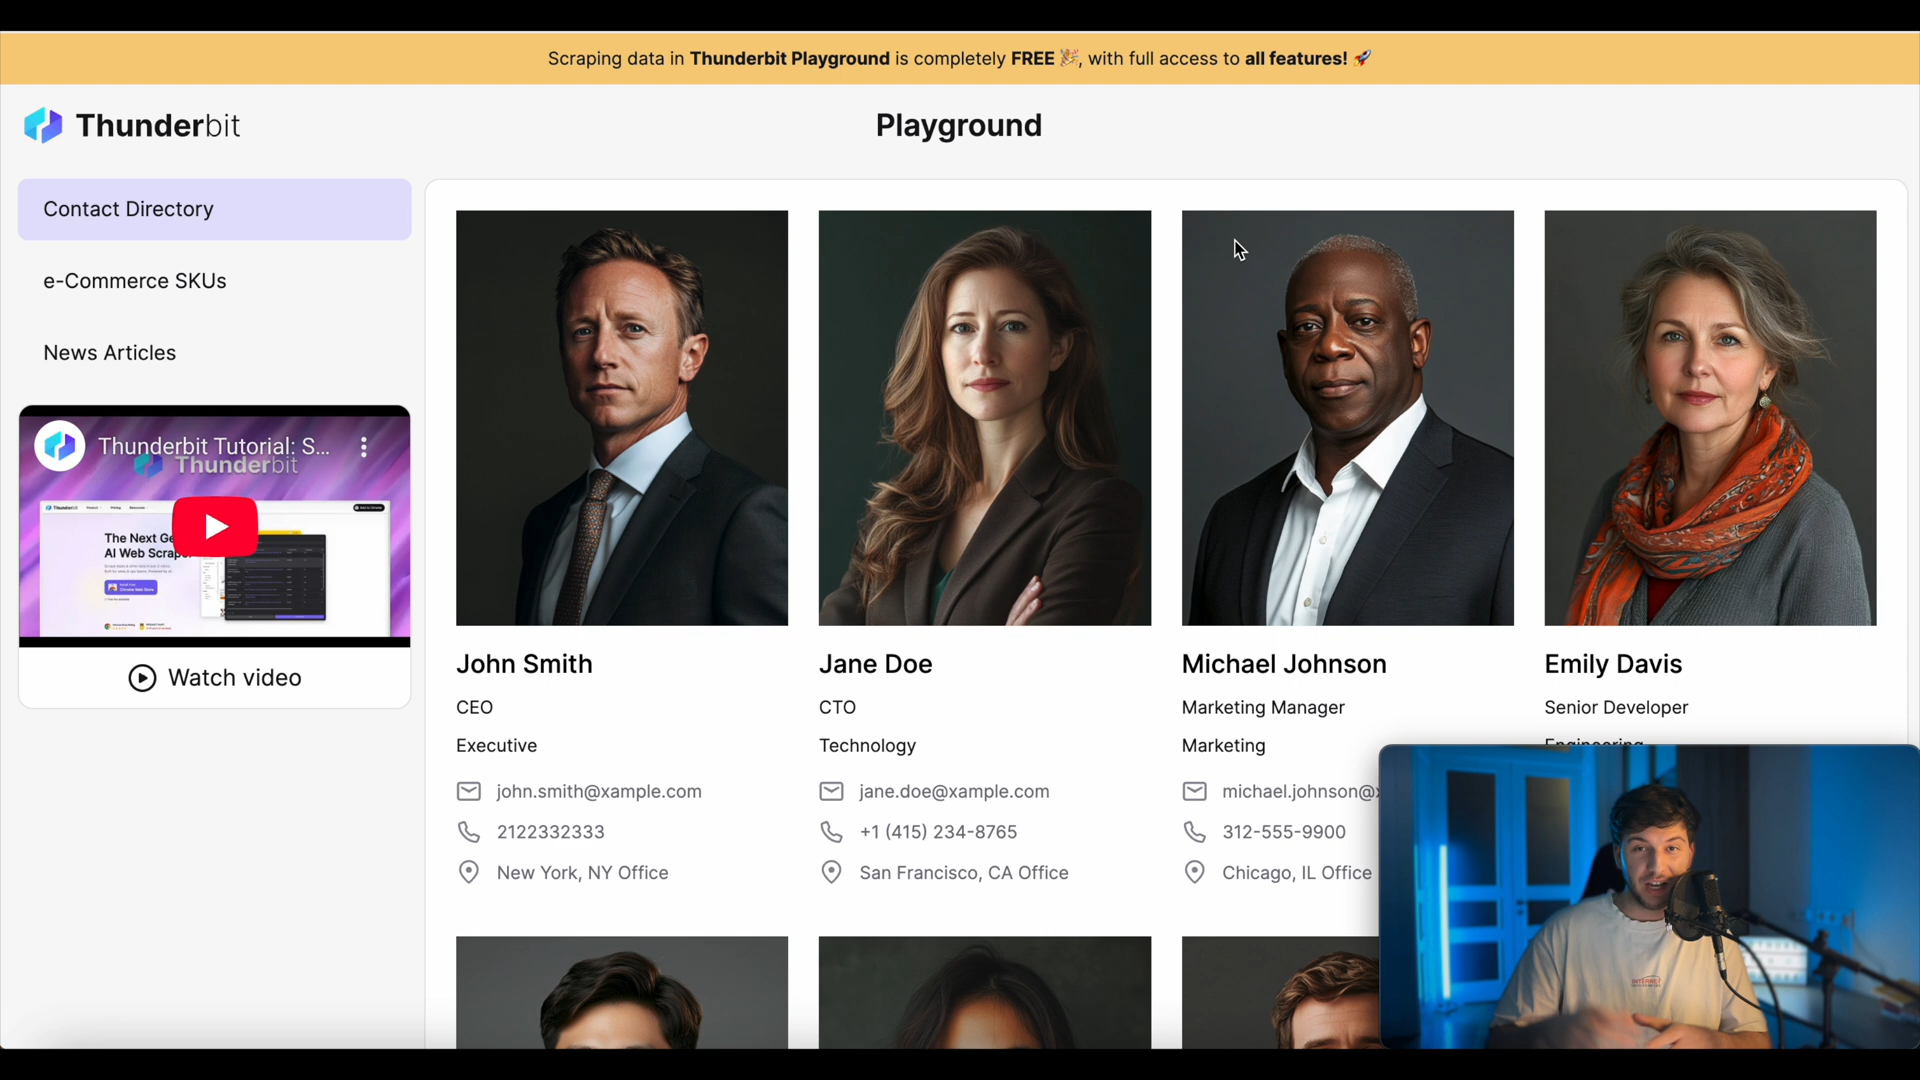 Scraping data in Thunderbit Playground is completely FREE 🎉, with full access to all features! 🚀
Thunderbit
Playground
Contact Directory
e-Commerce SKUs
News Articles
Thunderbit Tutorial: S...
Thunderbit
The Next Ge
AI Web Scrape
Watch video
John Smith
CEO
Executive
john.smith@xample.com
2122332333
New York, NY Office
Jane Doe
CTO
Technology
jane.doe@xample.com
+1 (415) 234-8765
San Francisco, CA Office
Michael Johnson
Marketing Manager
Marketing
michael.johnson@x
312-555-9900
Chicago, IL Office
Emily Davis
Senior Developer
Engineering